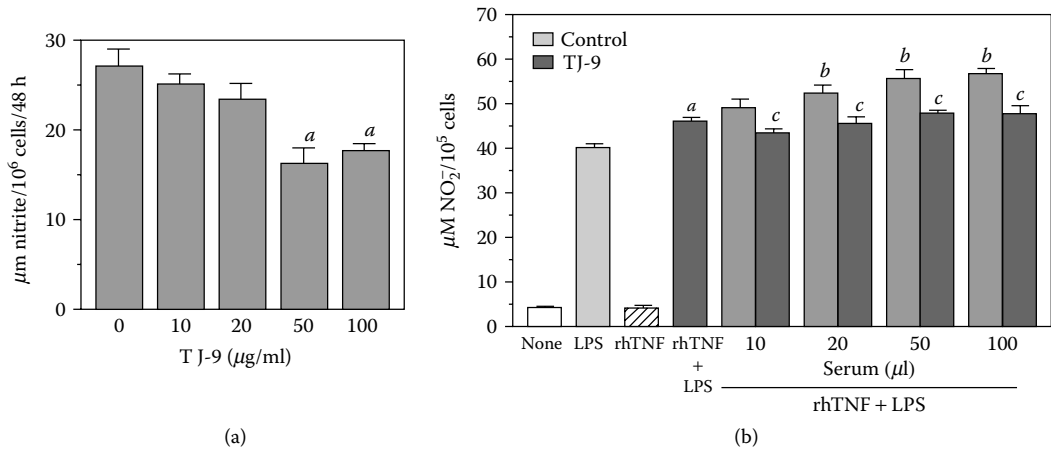 μm nitrite/10⁶ cells/48 h
30
20
10
0
a
a
0 10 20 50 100
T J-9 (μg/ml)
(a)
μM NO₂⁻/10⁵ cells
70
60
50
40
30
20
10
0
Control
TJ-9
a
c
b
c
b
c
b
c
None LPS rhTNF rhTNF + LPS
10 20 50 100
Serum (μl)
rhTNF + LPS
(b)